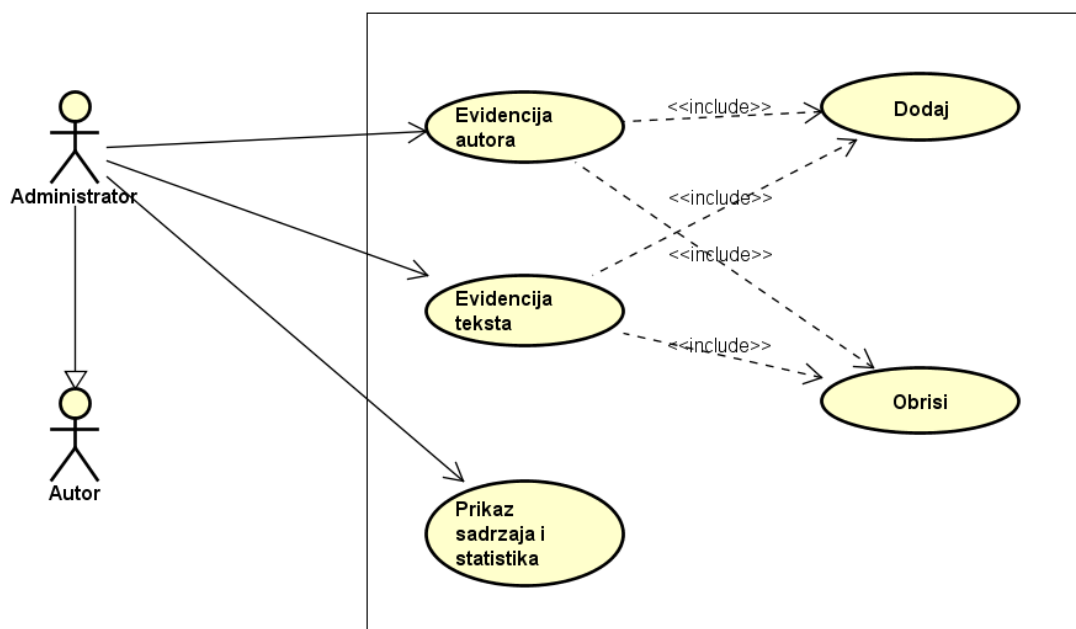 Evidencija
autora
<<include>>
Dodaj
Administrator
<<include>>
<<include>>
Evidencija
teksta
<<include>>
Obrisi
Autor
Prikaz
sadrzaja i
statistika